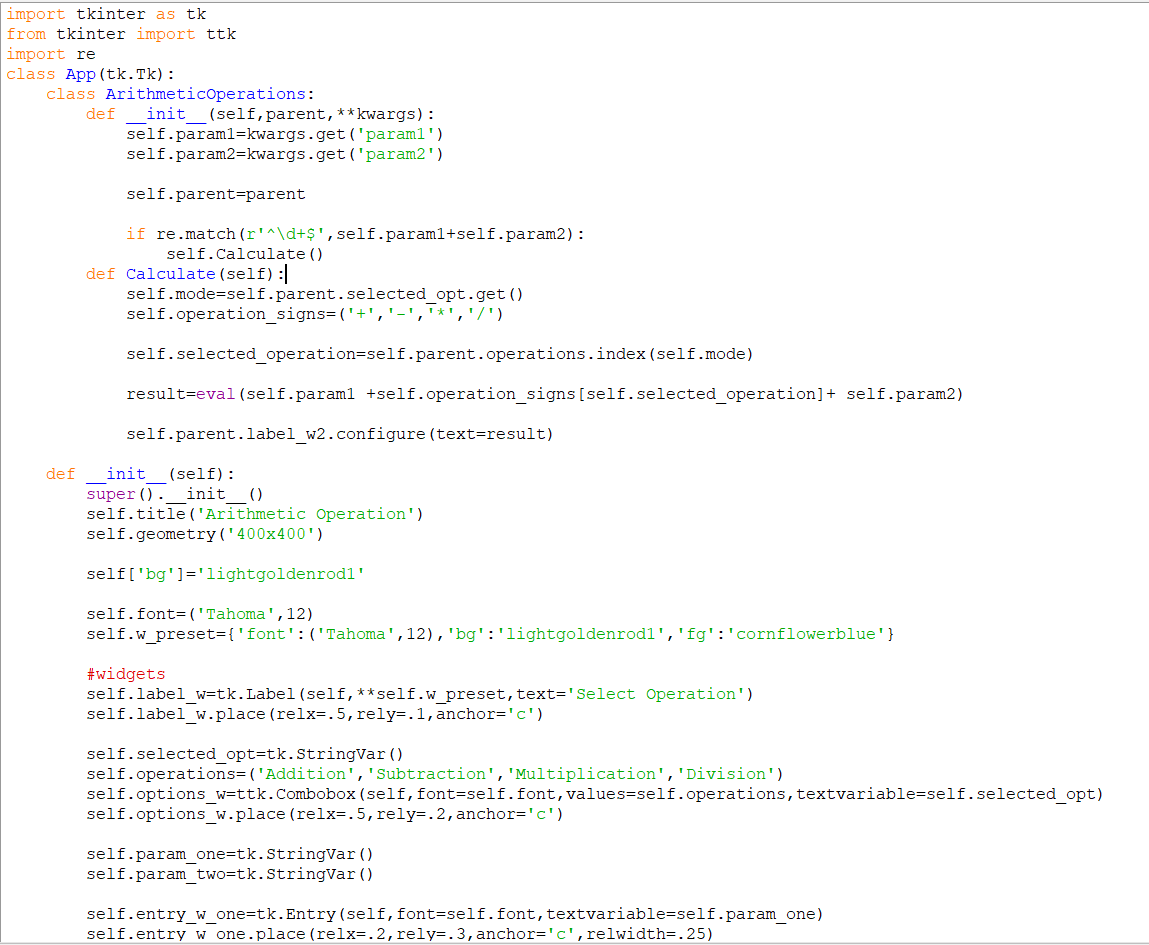 import tkinter as tk
from tkinter import ttk
import re
class App(tk.Tk):
    class ArithmeticOperations:
        def __init__(self,parent,**kwargs):
            self.param1=kwargs.get('param1')
            self.param2=kwargs.get('param2')

            self.parent=parent

            if re.match(r'^\d+$',self.param1+self.param2):
                self.Calculate()
        def Calculate(self):
            self.mode=self.parent.selected_opt.get()
            self.operation_signs=('+','-','*','/')

            self.selected_operation=self.parent.operations.index(self.mode)

            result=eval(self.param1 +self.operation_signs[self.selected_operation]+ self.param2)

            self.parent.label_w2.configure(text=result)

    def __init__(self):
        super().__init__()
        self.title('Arithmetic Operation')
        self.geometry('400x400')

        self['bg']='lightgoldenrod1'

        self.font=('Tahoma',12)
        self.w_preset={'font':('Tahoma',12),'bg':'lightgoldenrod1','fg':'cornflowerblue'}

        #widgets
        self.label_w=tk.Label(self,**self.w_preset,text='Select Operation')
        self.label_w.place(relx=.5,rely=.1,anchor='c')

        self.selected_opt=tk.StringVar()
        self.operations=('Addition','Subtraction','Multiplication','Division')
        self.options_w=ttk.Combobox(self,font=self.font,values=self.operations,textvariable=self.selected_opt)
        self.options_w.place(relx=.5,rely=.2,anchor='c')

        self.param_one=tk.StringVar()
        self.param_two=tk.StringVar()

        self.entry_w_one=tk.Entry(self,font=self.font,textvariable=self.param_one)
        self.entry_w_one.place(relx=.2,rely=.3,anchor='c',relwidth=.25)